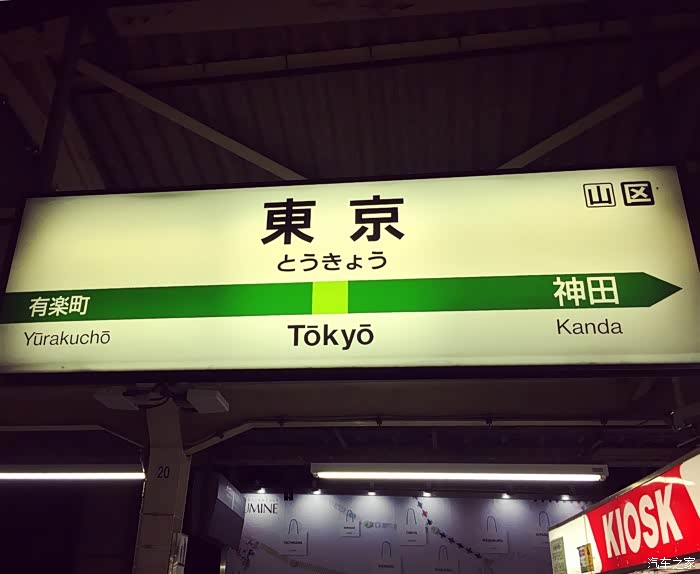 山 区
東京
とうきょう
有楽町
神田
Yūrakuchō
Tōkyō
Kanda
20
UMINE
KIOSK
汽车之家